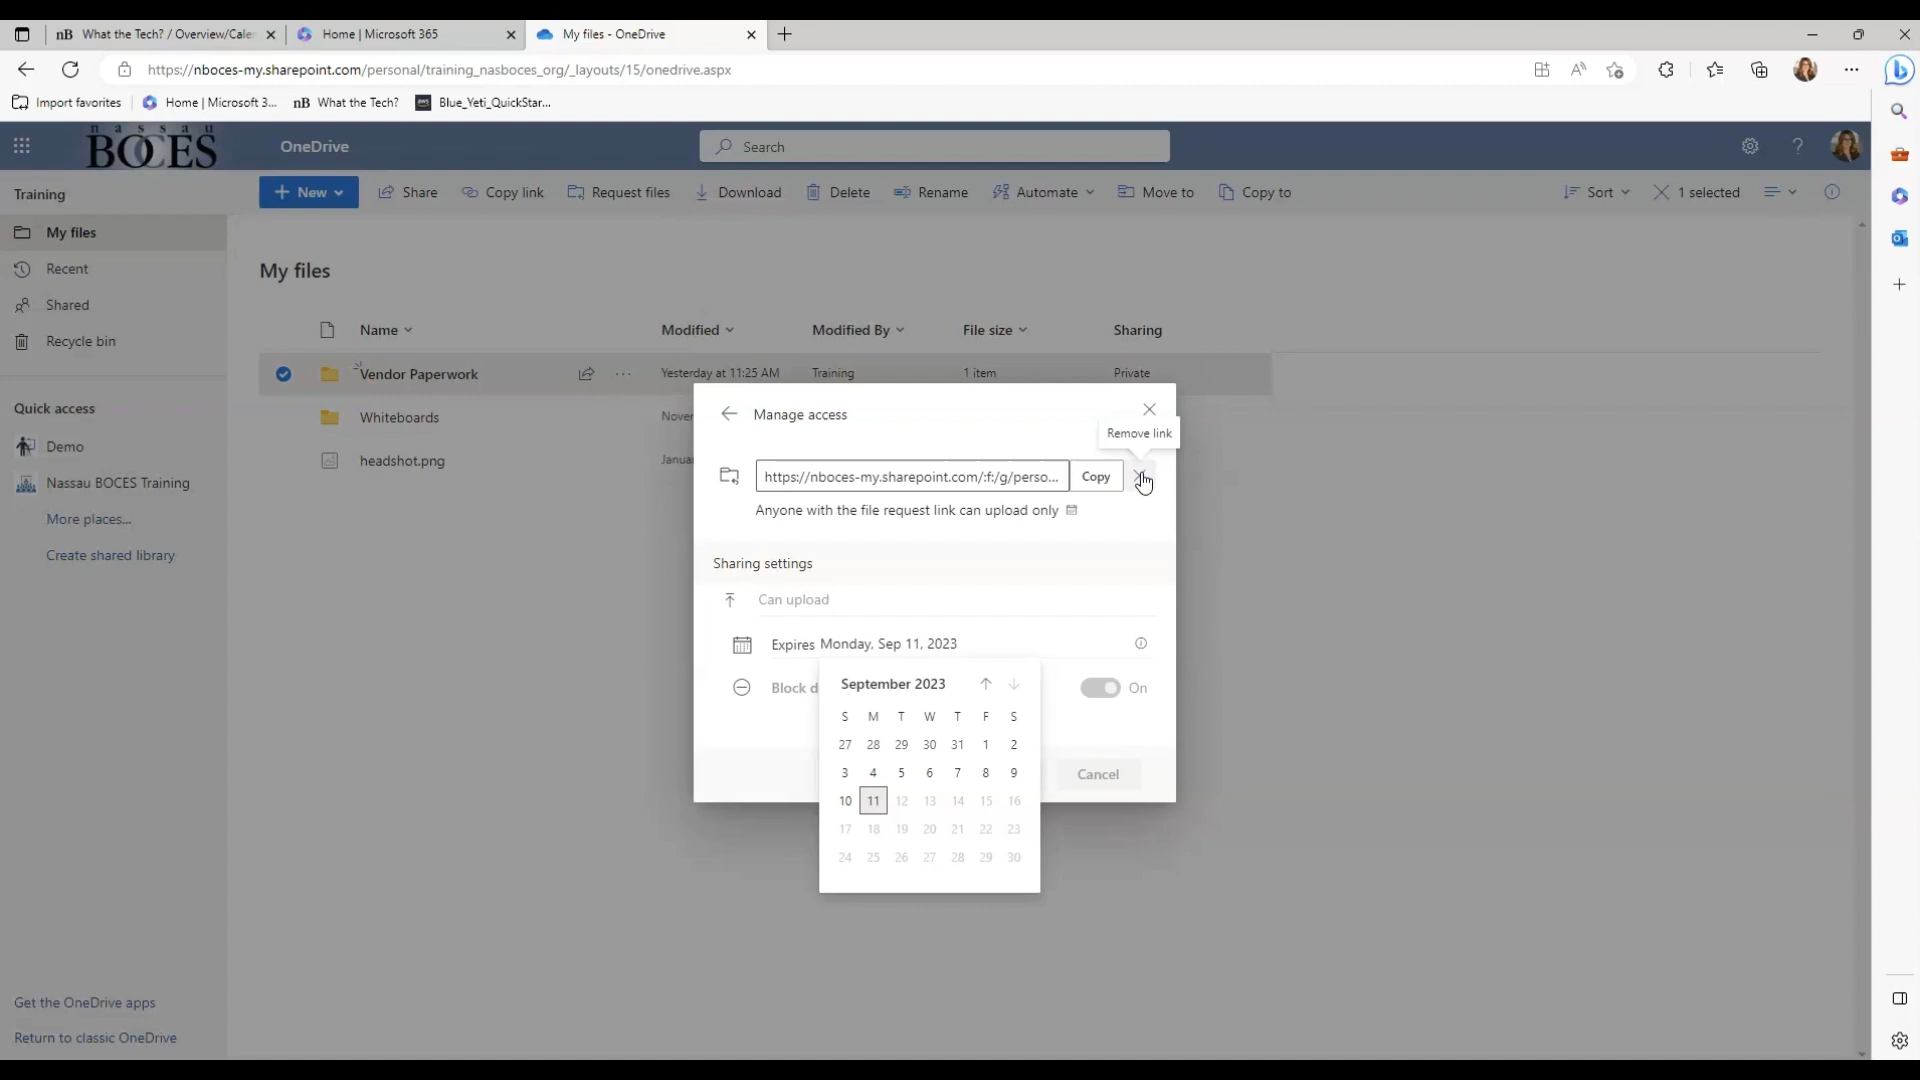 What the Tech? / Overview/Caler
Home | Microsoft 365
My files - OneDrive
https://nboces-my.sharepoint.com/personal/training_nasboces_org/_layouts/15/onedrive.aspx
Import favorites
Home | Microsoft 3...
nB What the Tech?
Blue_Yeti_QuickStar...
nassau
BOCES
OneDrive
Search
Training
New
Share
Copy link
Request files
Download
Delete
Rename
Automate
Move to
Copy to
Sort
1 selected
My files
Recent
Shared
Recycle bin
Quick access
Demo
Nassau BOCES Training
More places...
Create shared library
Get the OneDrive apps
Return to classic OneDrive
My files
Name Modified Modified By File size Sharing
Vendor Paperwork Yesterday at 11:25 AM Training 1 item Private
Whiteboards
headshot.png
Manage access
Remove link
https://nboces-my.sharepoint.com/:f:/g/perso...
Copy
Anyone with the file request link can upload only
Sharing settings
Can upload
Expires Monday, Sep 11, 2023
Block d
On
September 2023
S M T W T F S
27 28 29 30 31 1 2
3 4 5 6 7 8 9
10 11 12 13 14 15 16
17 18 19 20 21 22 23
24 25 26 27 28 29 30
Cancel